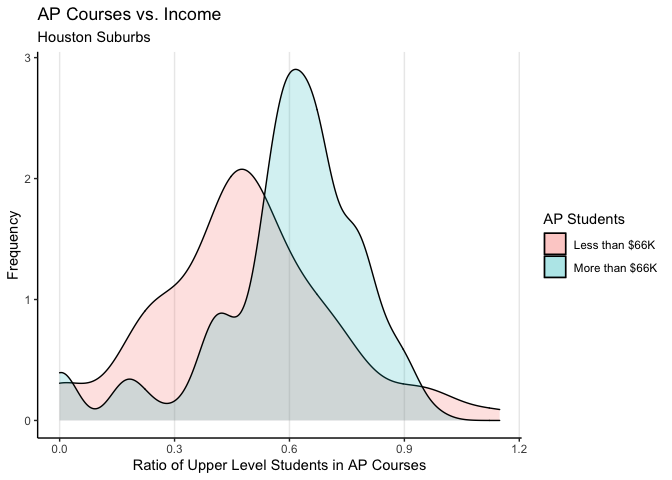 AP Courses vs. Income
Houston Suburbs
3
2
1
0
Frequency
0.0 0.3 0.6 0.9 1.2
Ratio of Upper Level Students in AP Courses
AP Students
Less than $66K
More than $66K